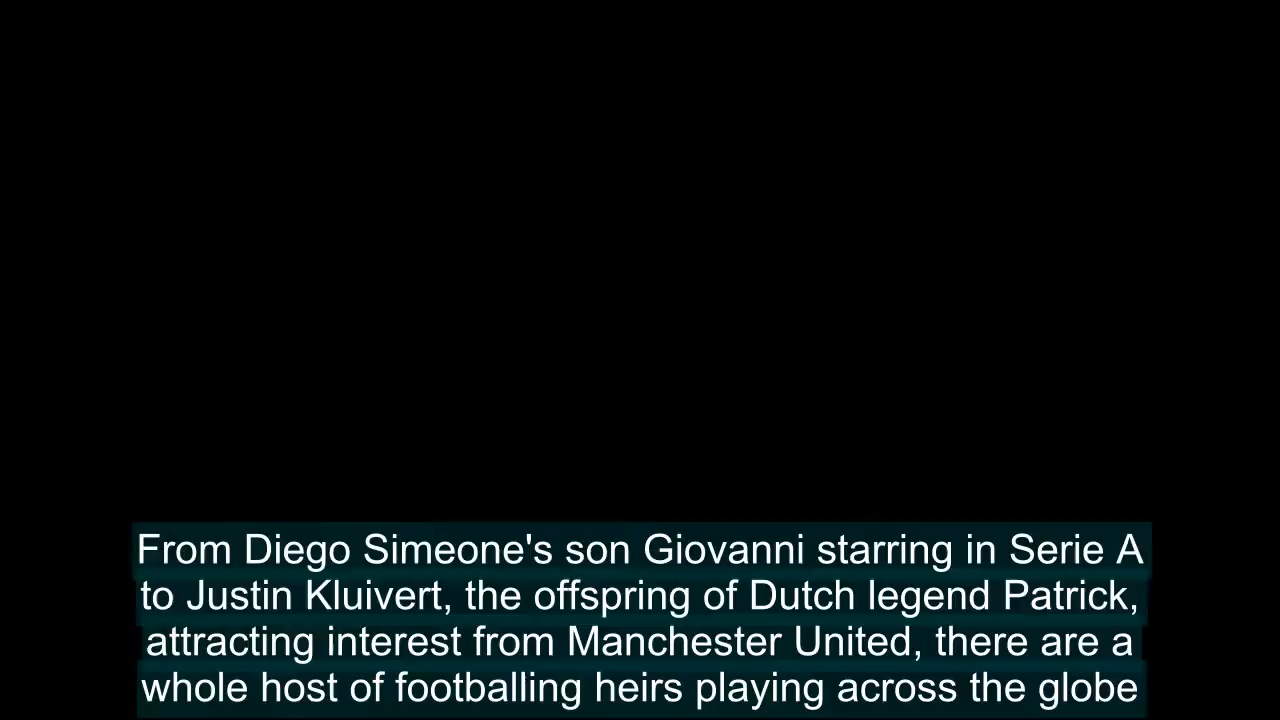 From Diego Simeone's son Giovanni starring in Serie A
to Justin Kluivert, the offspring of Dutch legend Patrick,
attracting interest from Manchester United, there are a
whole host of footballing heirs playing across the globe